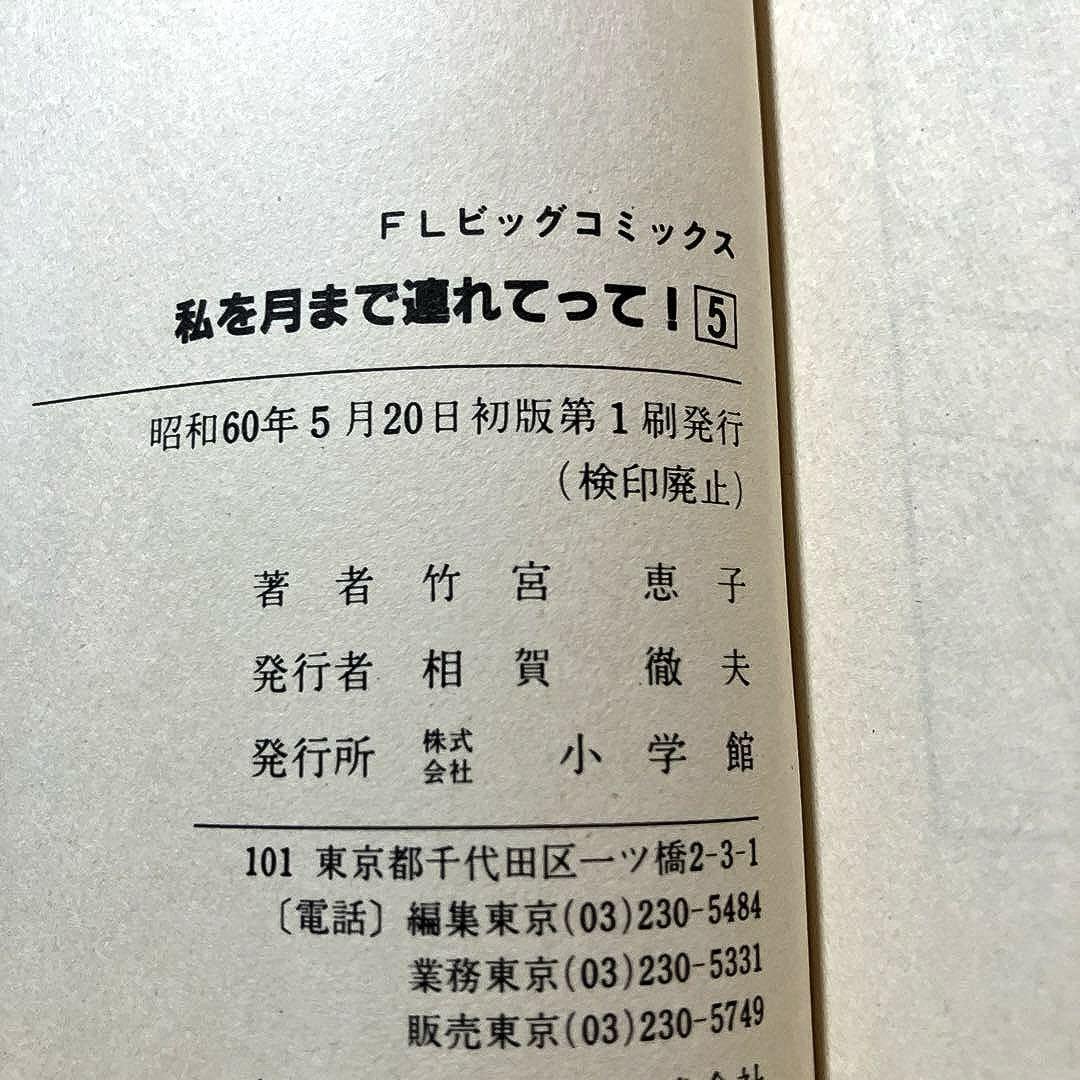 FLビッグコミックス
私を月まで連れてって！5
昭和60年5月20日初版第1刷発行
(検印廃止)
著者 竹宮 恵子
発行者 相賀 徹夫
発行所 株式会社 小学館
101 東京都千代田区一ツ橋2-3-1
〔電話〕編集東京(03)230-5484
業務東京(03)230-5331
販売東京(03)230-5749